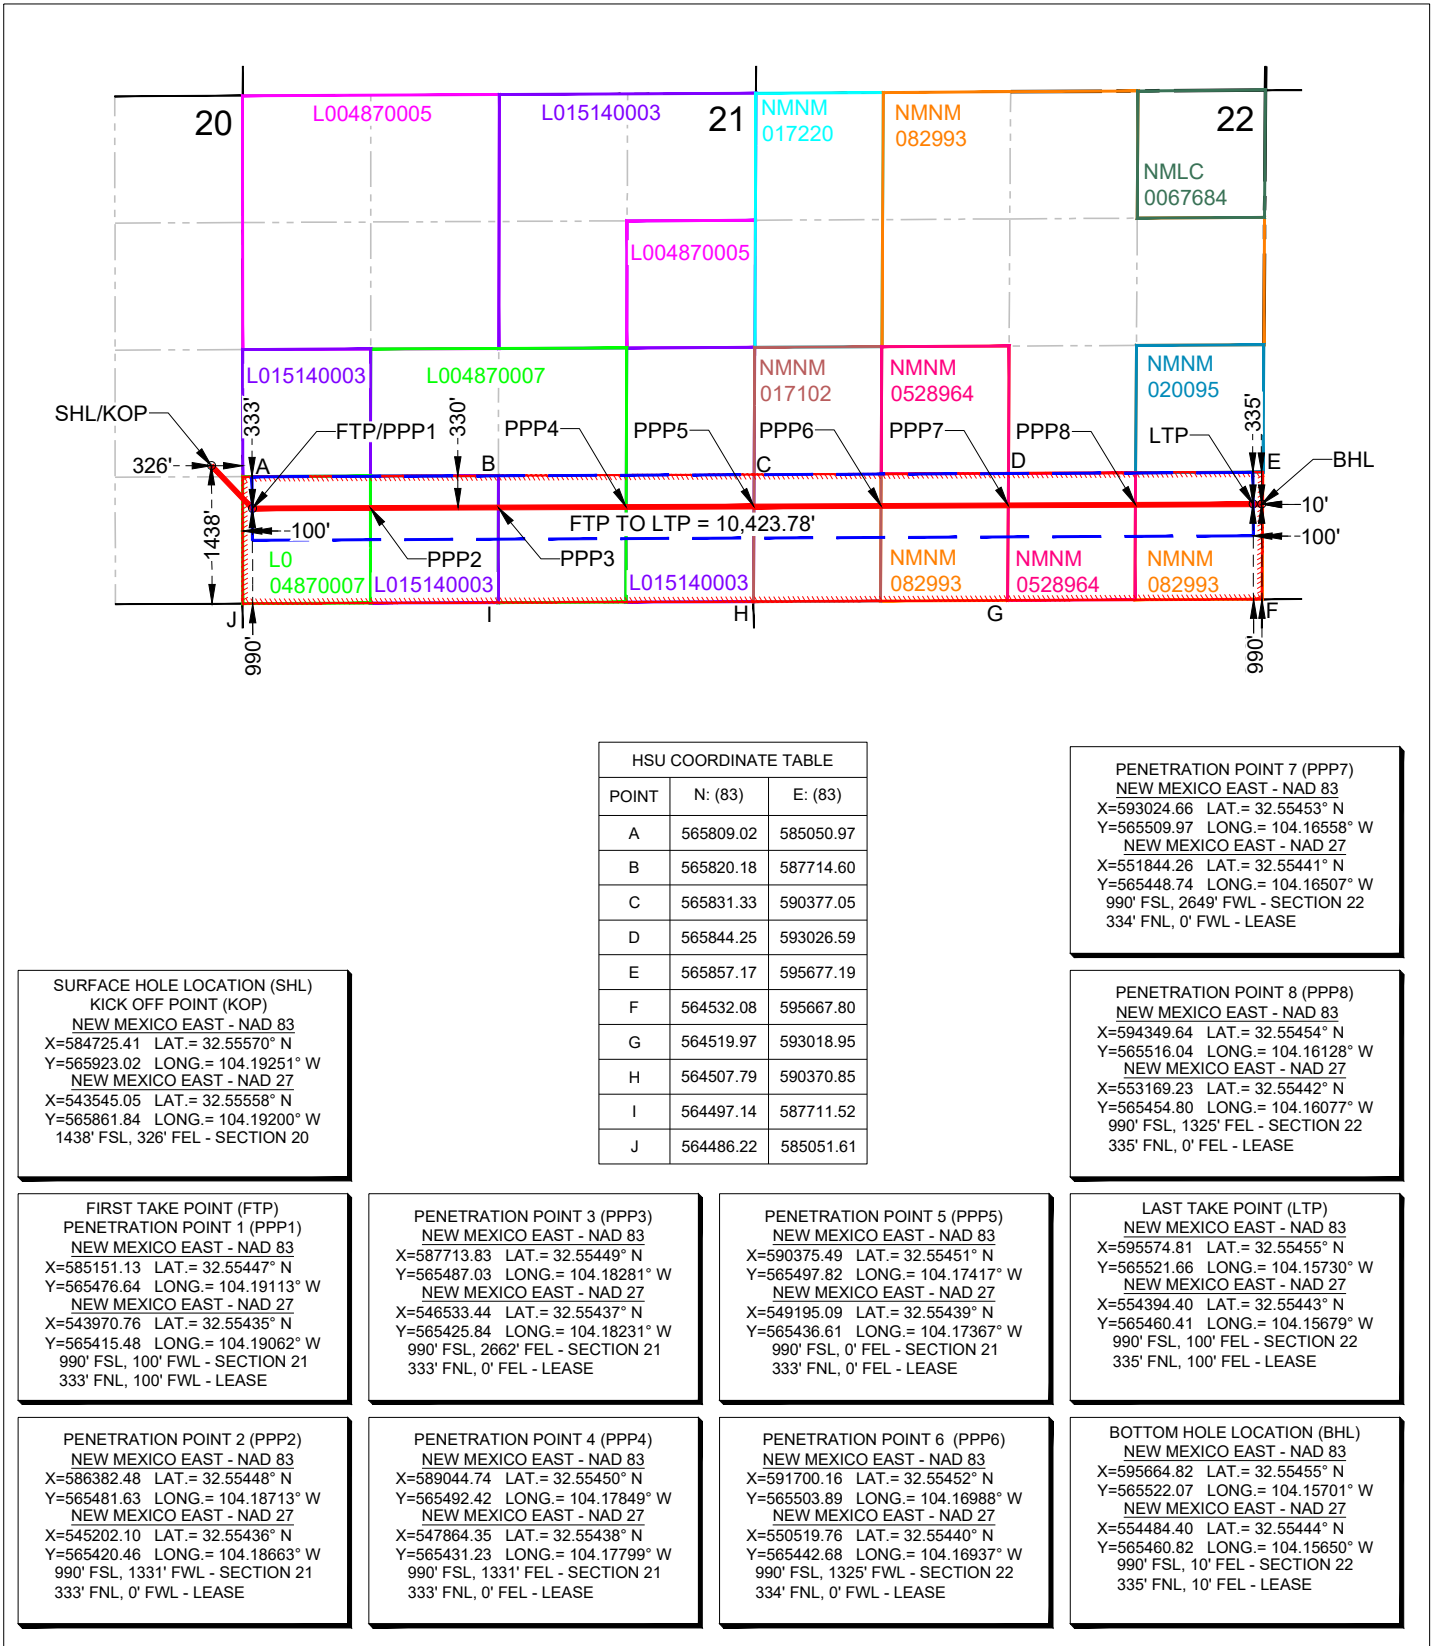 20
L004870005
L015140003
21
NMNM
017220
NMNM
082993
22
NMLC
0067684
L004870005
L015140003
L004870007
NMNM
017102
NMNM
0528964
NMNM
020095
SHL/KOP
333'
FTP/PPP1
330'
PPP4
PPP5
PPP6
PPP7
PPP8
LTP
335'
BHL
326'
A
B
C
D
E
1438'
100'
FTP TO LTP = 10,423.78'
10'
100'
PPP2
PPP3
L0
04870007
L015140003
L015140003
NMNM
082993
NMNM
0528964
NMNM
082993
J
I
H
G
F
990'
990'
HSU COORDINATE TABLE
POINT N: (83) E: (83)
A 565809.02 585050.97
B 565820.18 587714.60
C 565831.33 590377.05
D 565844.25 593026.59
E 565857.17 595677.19
F 564532.08 595667.80
G 564519.97 593018.95
H 564507.79 590370.85
I 564497.14 587711.52
J 564486.22 585051.61
PENETRATION POINT 7 (PPP7)
NEW MEXICO EAST - NAD 83
X=593024.66 LAT.= 32.55453° N
Y=565509.97 LONG.= 104.16558° W
NEW MEXICO EAST - NAD 27
X=551844.26 LAT.= 32.55441° N
Y=565448.74 LONG.= 104.16507° W
990' FSL, 2649' FWL - SECTION 22
334' FNL, 0' FWL - LEASE
SURFACE HOLE LOCATION (SHL)
KICK OFF POINT (KOP)
NEW MEXICO EAST - NAD 83
X=584725.41 LAT.= 32.55570° N
Y=565923.02 LONG.= 104.19251° W
NEW MEXICO EAST - NAD 27
X=543545.05 LAT.= 32.55558° N
Y=565861.84 LONG.= 104.19200° W
1438' FSL, 326' FEL - SECTION 20
PENETRATION POINT 8 (PPP8)
NEW MEXICO EAST - NAD 83
X=594349.64 LAT.= 32.55454° N
Y=565516.04 LONG.= 104.16128° W
NEW MEXICO EAST - NAD 27
X=553169.23 LAT.= 32.55442° N
Y=565454.80 LONG.= 104.16077° W
990' FSL, 1325' FEL - SECTION 22
335' FNL, 0' FEL - LEASE
FIRST TAKE POINT (FTP)
PENETRATION POINT 1 (PPP1)
NEW MEXICO EAST - NAD 83
X=585151.13 LAT.= 32.55447° N
Y=565476.64 LONG.= 104.19113° W
NEW MEXICO EAST - NAD 27
X=543970.76 LAT.= 32.55435° N
Y=565415.48 LONG.= 104.19062° W
990' FSL, 100' FWL - SECTION 21
333' FNL, 100' FWL - LEASE
PENETRATION POINT 3 (PPP3)
NEW MEXICO EAST - NAD 83
X=587713.83 LAT.= 32.55449° N
Y=565487.03 LONG.= 104.18281° W
NEW MEXICO EAST - NAD 27
X=546533.44 LAT.= 32.55437° N
Y=565425.84 LONG.= 104.18231° W
990' FSL, 2662' FEL - SECTION 21
333' FNL, 0' FEL - LEASE
PENETRATION POINT 5 (PPP5)
NEW MEXICO EAST - NAD 83
X=590375.49 LAT.= 32.55451° N
Y=565497.82 LONG.= 104.17417° W
NEW MEXICO EAST - NAD 27
X=549195.09 LAT.= 32.55439° N
Y=565436.61 LONG.= 104.17367° W
990' FSL, 0' FEL - SECTION 21
333' FNL, 0' FEL - LEASE
LAST TAKE POINT (LTP)
NEW MEXICO EAST - NAD 83
X=595574.81 LAT.= 32.55455° N
Y=565521.66 LONG.= 104.15730° W
NEW MEXICO EAST - NAD 27
X=554394.40 LAT.= 32.55443° N
Y=565460.41 LONG.= 104.15679° W
990' FSL, 100' FEL - SECTION 22
335' FNL, 100' FEL - LEASE
PENETRATION POINT 2 (PPP2)
NEW MEXICO EAST - NAD 83
X=586382.48 LAT.= 32.55448° N
Y=565481.63 LONG.= 104.18713° W
NEW MEXICO EAST - NAD 27
X=545202.10 LAT.= 32.55436° N
Y=565420.46 LONG.= 104.18663° W
990' FSL, 1331' FWL - SECTION 21
333' FNL, 0' FWL - LEASE
PENETRATION POINT 4 (PPP4)
NEW MEXICO EAST - NAD 83
X=589044.74 LAT.= 32.55450° N
Y=565492.42 LONG.= 104.17849° W
NEW MEXICO EAST - NAD 27
X=547864.35 LAT.= 32.55438° N
Y=565431.23 LONG.= 104.17799° W
990' FSL, 1331' FEL - SECTION 21
333' FNL, 0' FEL - LEASE
PENETRATION POINT 6 (PPP6)
NEW MEXICO EAST - NAD 83
X=591700.16 LAT.= 32.55452° N
Y=565503.89 LONG.= 104.16988° W
NEW MEXICO EAST - NAD 27
X=550519.76 LAT.= 32.55440° N
Y=565442.68 LONG.= 104.16937° W
990' FSL, 1325' FWL - SECTION 22
334' FNL, 0' FWL - LEASE
BOTTOM HOLE LOCATION (BHL)
NEW MEXICO EAST - NAD 83
X=595664.82 LAT.= 32.55455° N
Y=565522.07 LONG.= 104.15701° W
NEW MEXICO EAST - NAD 27
X=554484.40 LAT.= 32.55444° N
Y=565460.82 LONG.= 104.15650° W
990' FSL, 10' FEL - SECTION 22
335' FNL, 10' FEL - LEASE